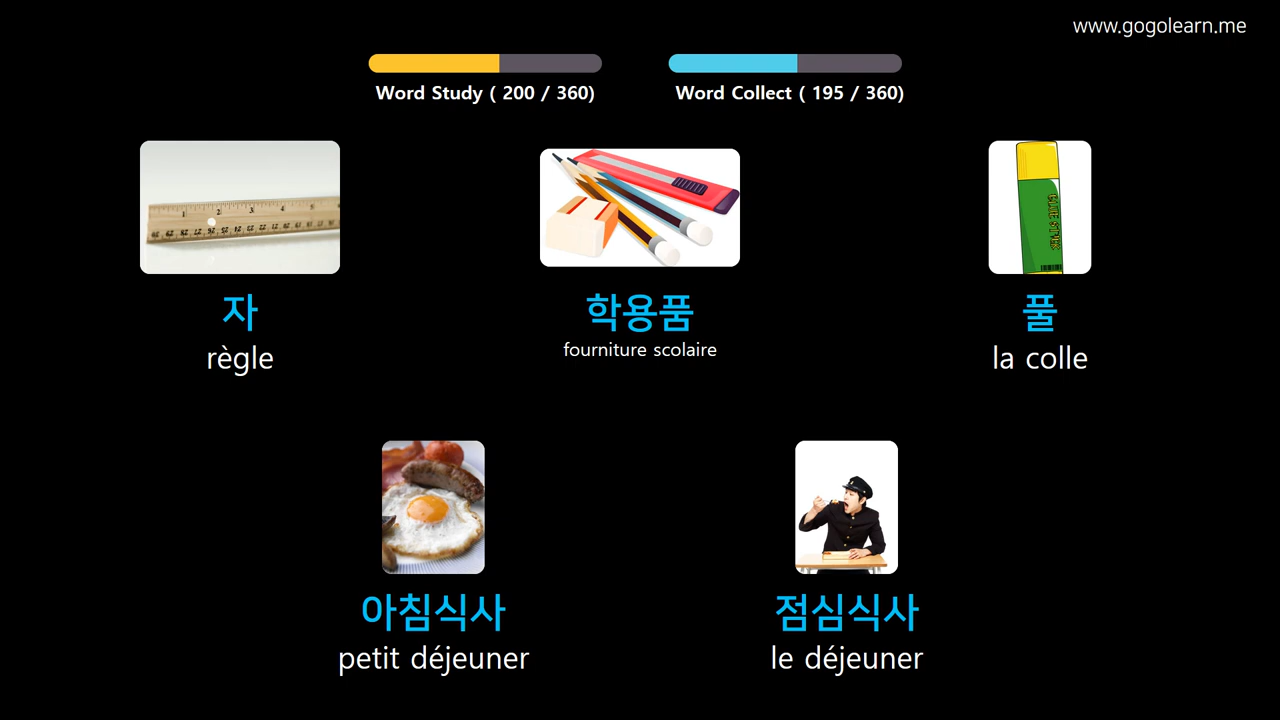 www.gogolearn.me
Word Study ( 200 / 360)
Word Collect ( 195 / 360)
자
règle
학용품
fourniture scolaire
풀
la colle
아침식사
petit déjeuner
점심식사
le déjeuner